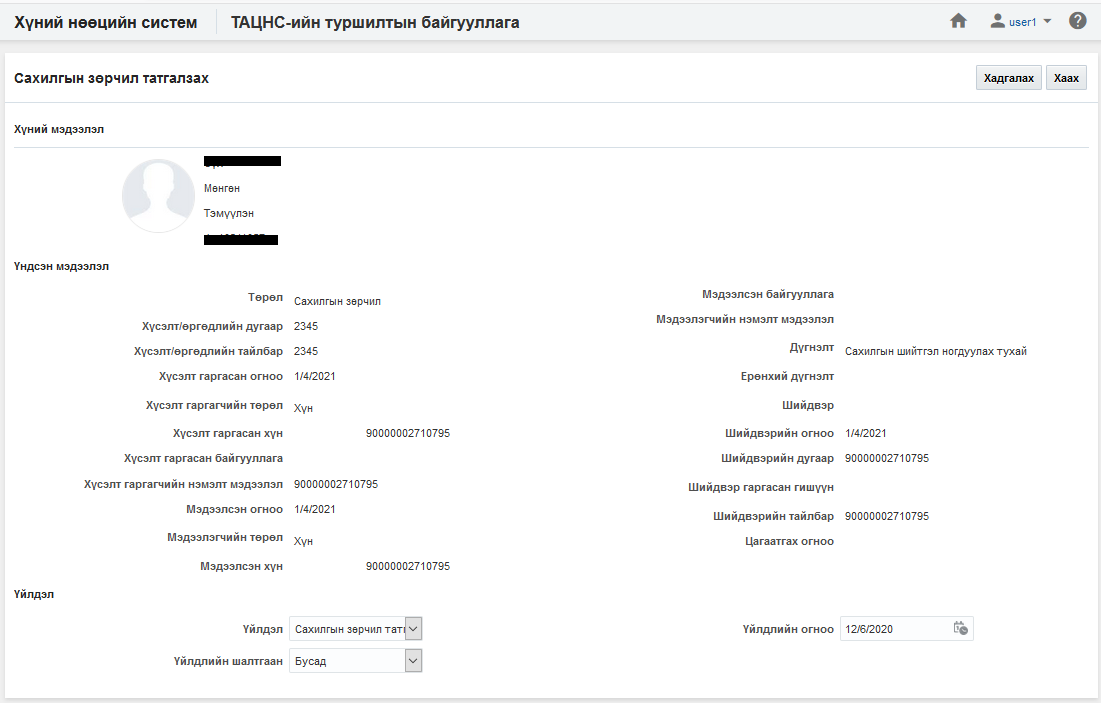 Хүний нөөцийн систем ТАЦНС-ийн туршилтын байгууллага user1
Сахилгын зөрчил татгалзах Хадгалах Хаах
Хүний мэдээлэл
Мөнгөн
Тэмүүлэн
Үндсэн мэдээлэл
Төрөл Сахилгын зөрчил
Хүсэлт/өргөдлийн дугаар 2345
Хүсэлт/өргөдлийн тайлбар 2345
Хүсэлт гаргасан огноо 1/4/2021
Хүсэлт гаргагчийн төрөл Хүн
Хүсэлт гаргасан хүн 90000002710795
Хүсэлт гаргасан байгууллага
Хүсэлт гаргагчийн нэмэлт мэдээлэл 90000002710795
Мэдээлсэн огноо 1/4/2021
Мэдээлэгчийн төрөл Хүн
Мэдээлсэн хүн 90000002710795
Мэдээлсэн байгууллага
Мэдээлэгчийн нэмэлт мэдээлэл
Дүгнэлт Сахилгын шийтгэл ногдуулах тухай
Ерөнхий дүгнэлт
Шийдвэр
Шийдвэрийн огноо 1/4/2021
Шийдвэрийн дугаар 90000002710795
Шийдвэр гаргасан гишүүн
Шийдвэрийн тайлбар 90000002710795
Цагаатгах огноо
Үйлдэл
Үйлдэл Сахилгын зөрчил тат
Үйлдлийн огноо 12/6/2020
Үйлдлийн шалтгаан Бусад